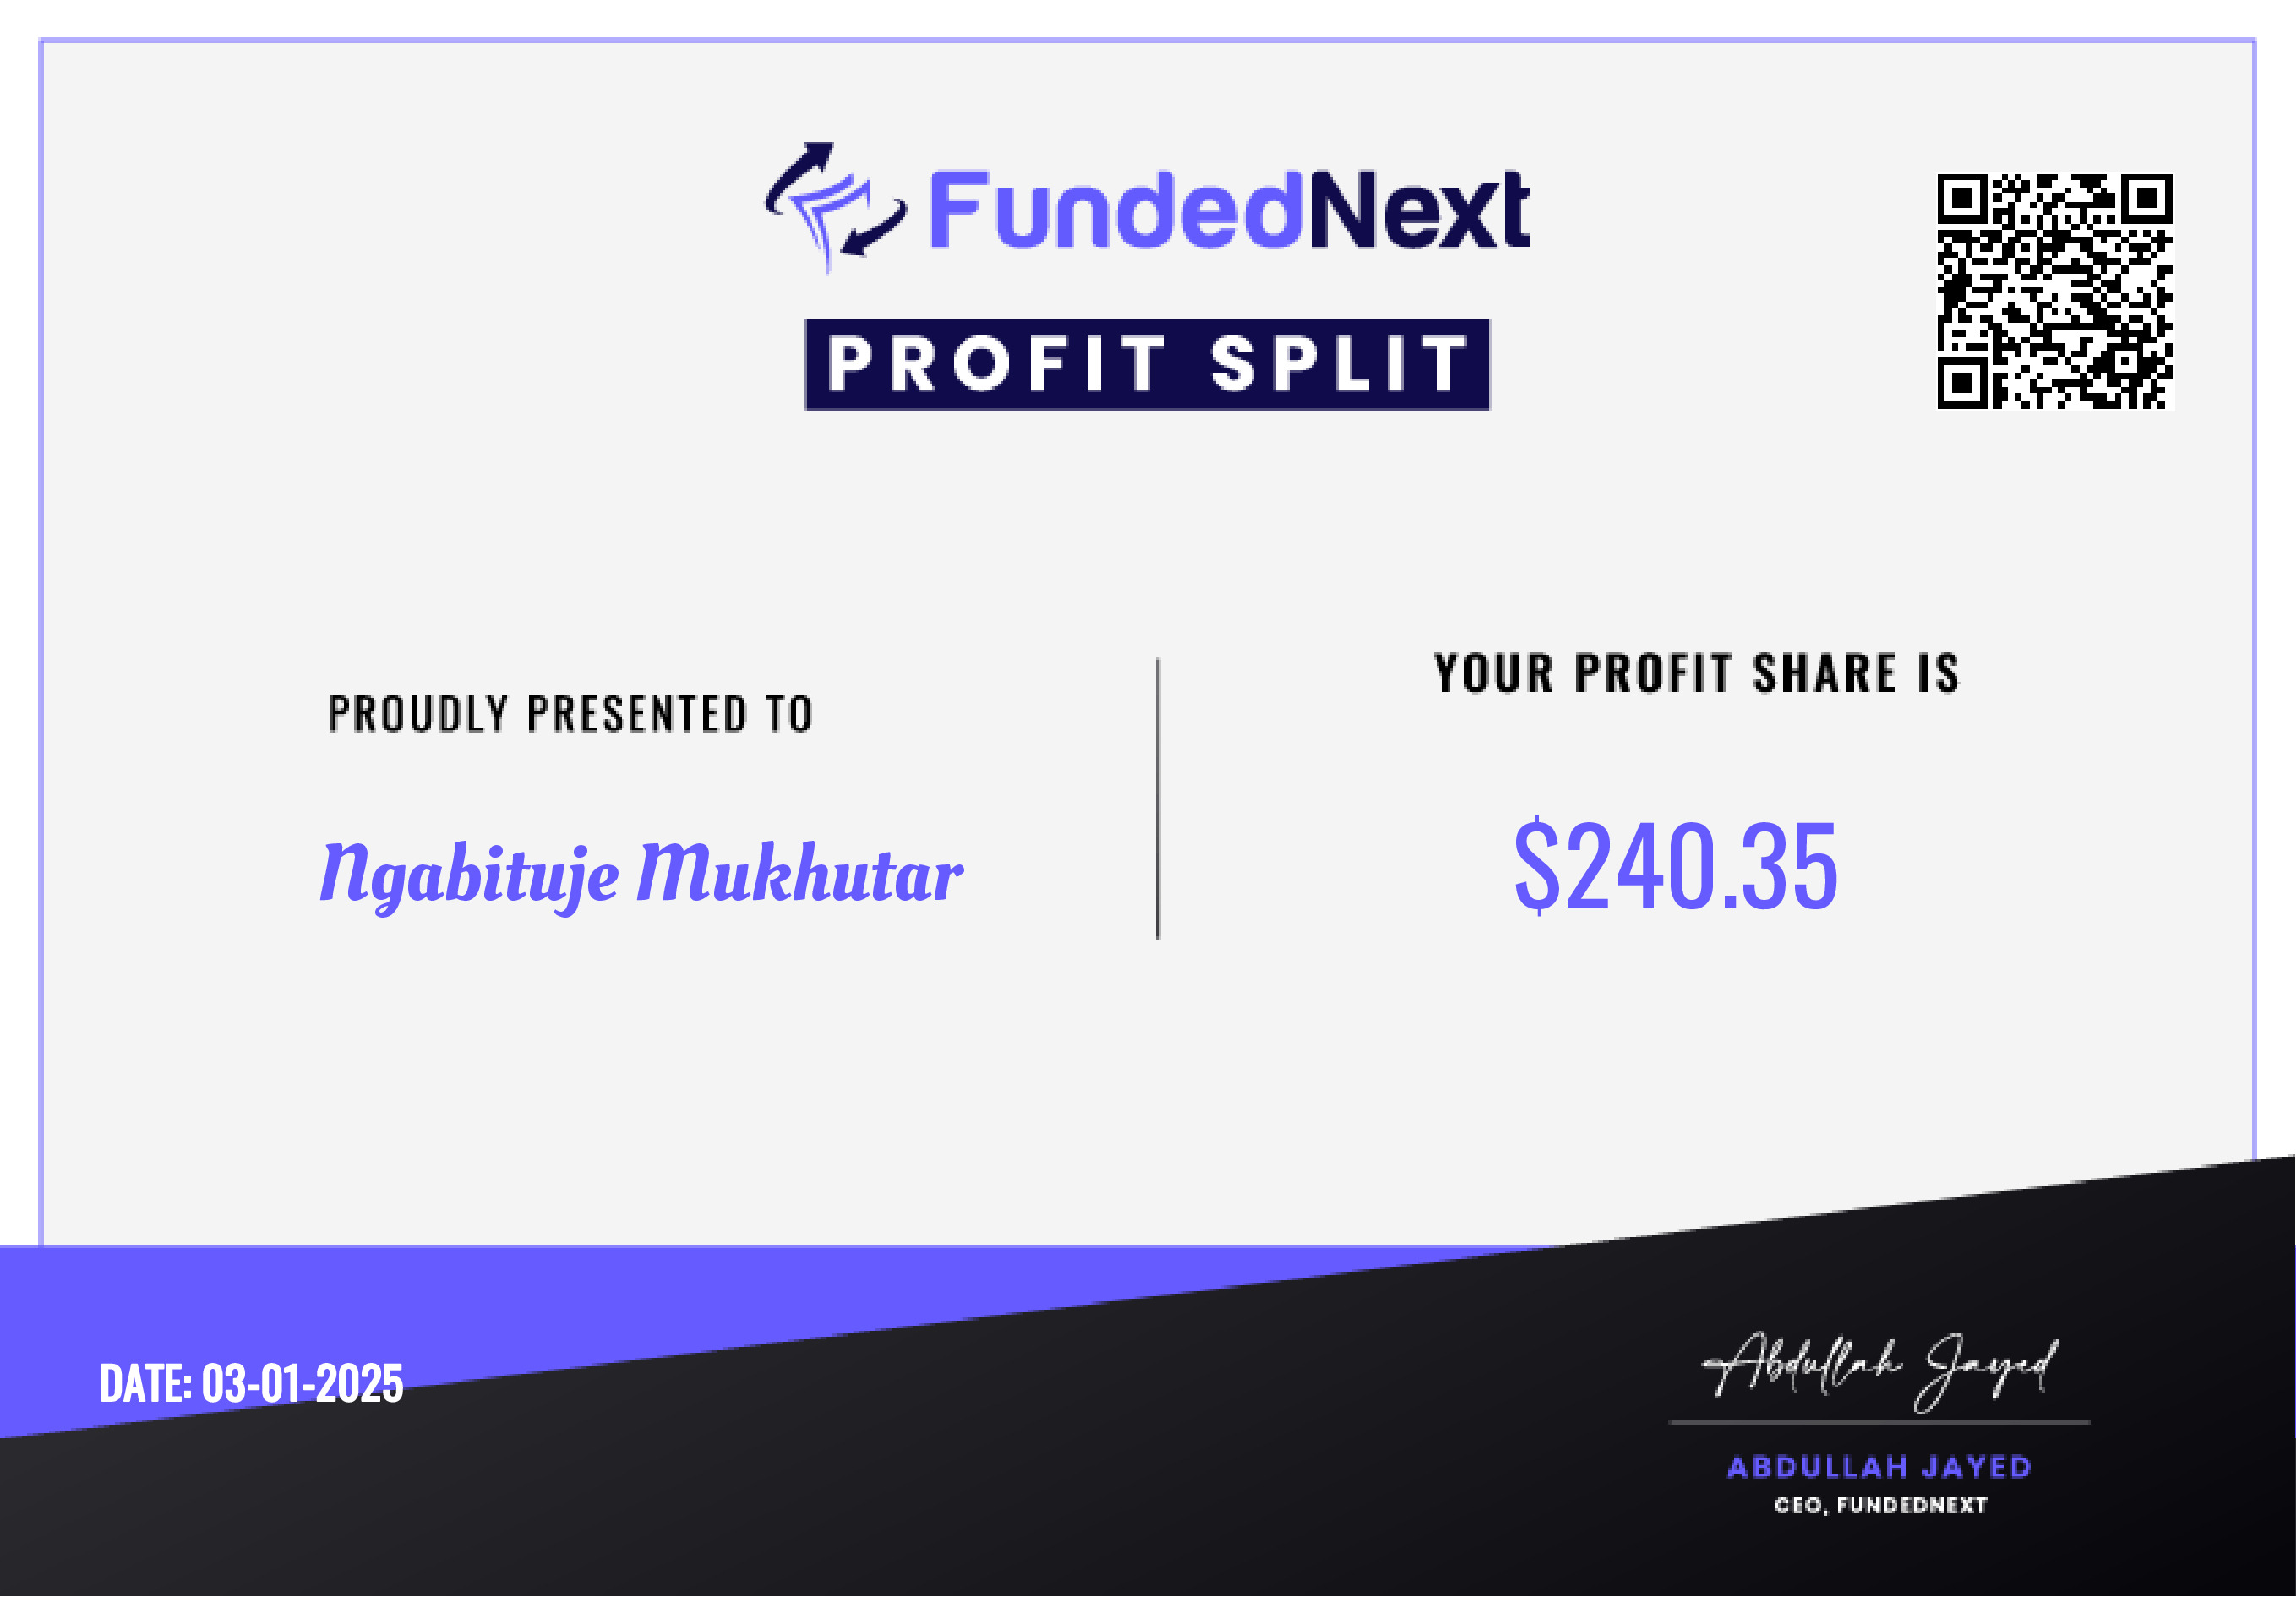 FundedNext
PROFIT SPLIT
PROUDLY PRESENTED TO
Ngabituje Mukhutar
YOUR PROFIT SHARE IS
$240.35
DATE: 03-01-2025
Abdullah Jayed
ABDULLAH JAYED
CEO, FUNDEDNEXT